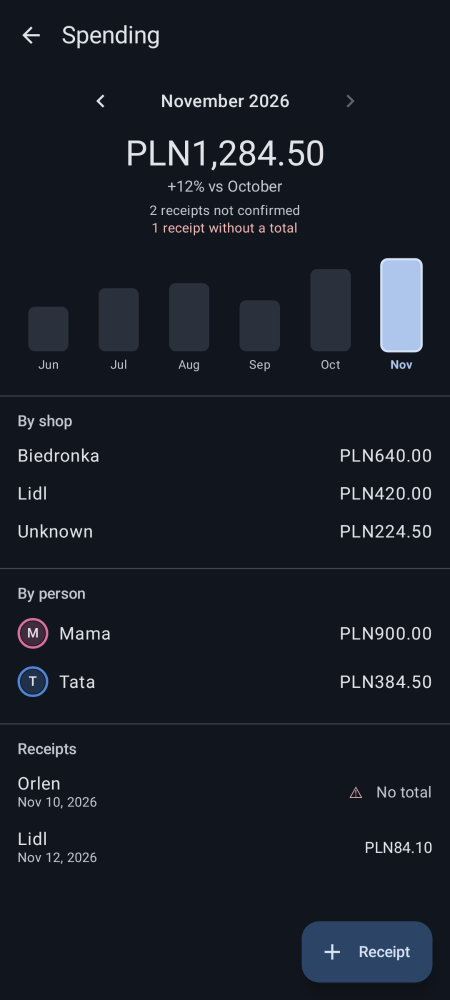 Spending
November 2026
PLN1,284.50
+12% vs October
2 receipts not confirmed
1 receipt without a total
Jun Jul Aug Sep Oct Nov
By shop
Biedronka PLN640.00
Lidl PLN420.00
Unknown PLN224.50
By person
M Mama PLN900.00
T Tata PLN384.50
Receipts
Orlen
Nov 10, 2026
⚠ No total
Lidl
Nov 12, 2026
PLN84.10
+ Receipt